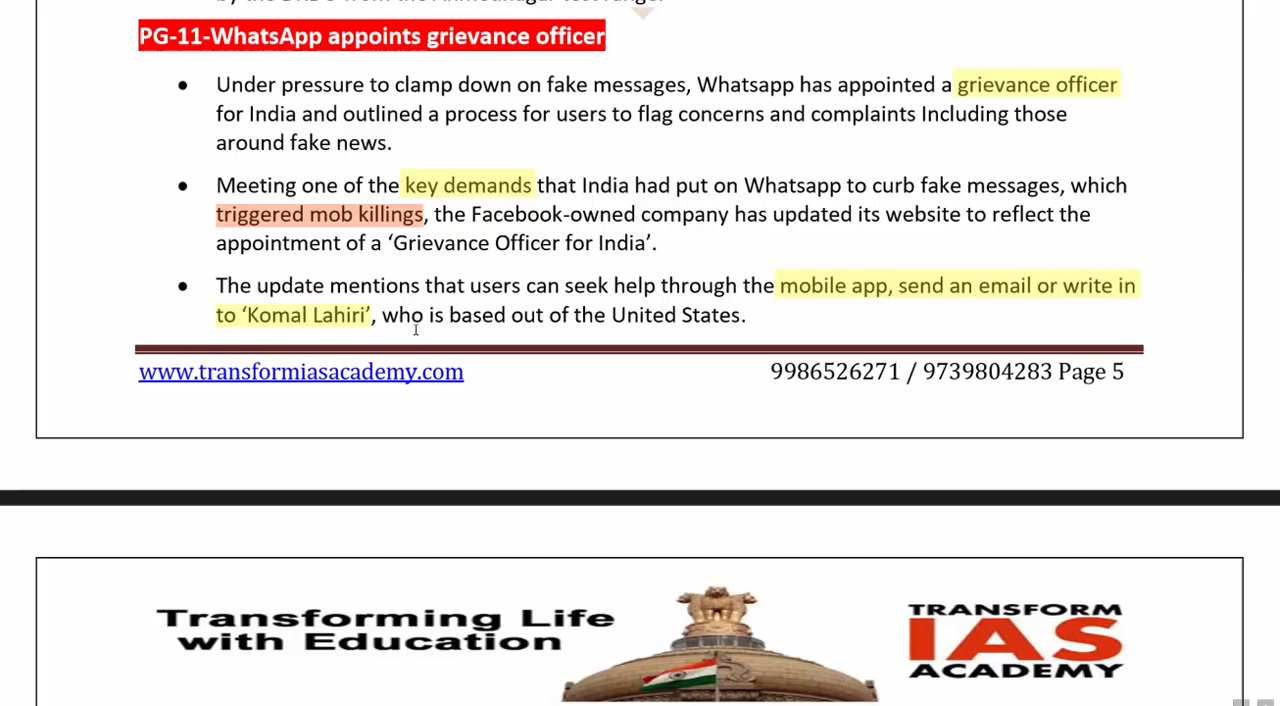 PG-11-WhatsApp appoints grievance officer
Under pressure to clamp down on fake messages, Whatsapp has appointed a grievance officer
for India and outlined a process for users to flag concerns and complaints Including those
around fake news.
Meeting one of the key demands that India had put on Whatsapp to curb fake messages, which
triggered mob killings, the Facebook-owned company has updated its website to reflect the
appointment of a ‘Grievance Officer for India’.
The update mentions that users can seek help through the mobile app, send an email or write in
to ‘Komal Lahiri’, who is based out of the United States.
www.transformiasacademy.com 9986526271 / 9739804283 Page 5
Transforming Life
with Education
TRANSFORM
IAS
ACADEMY